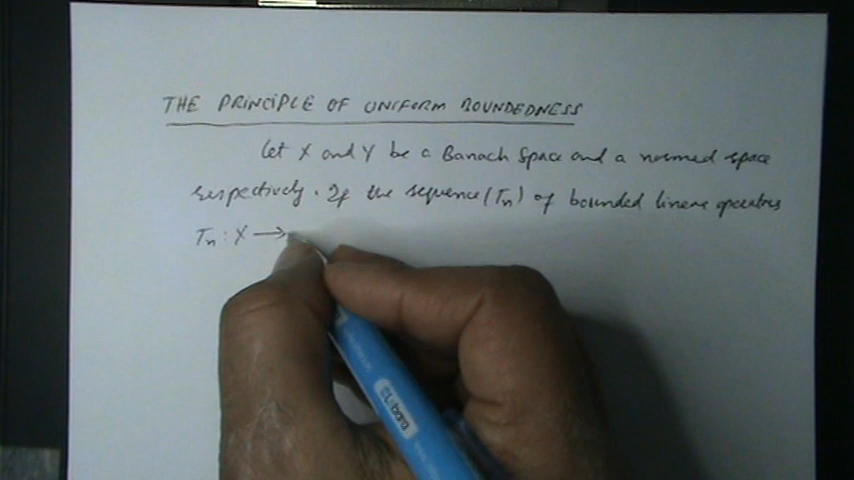 THE PRINCIPLE OF UNIFORM BOUNDEDNESS
Let X and Y be a Banach Space and a normed space
respectively. If the sequence (Tn) of bounded linear operators
Tn : X →
Lebara